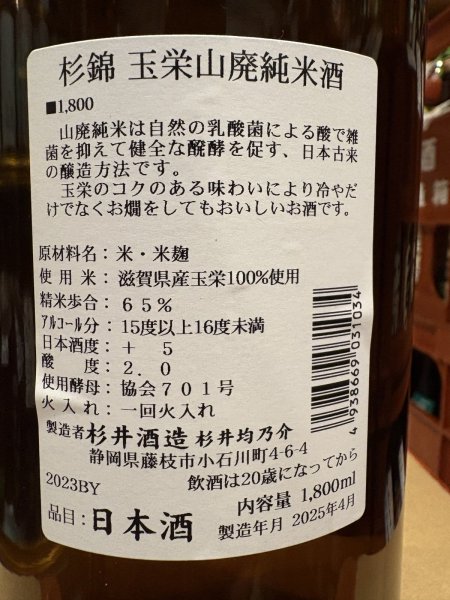 杉錦 玉栄山廃純米酒
■1,800
山廃純米は自然の乳酸菌による酸で雑
菌を抑えて健全な醗酵を促す、日本古来
の醸造方法です。
玉栄のコクのある味わいにより冷やだ
けでなくお燗をしてもおいしいお酒です。
原材料名：米・米麹
使用米：滋賀県産玉栄100%使用
精米歩合：65%
アルコール分：15度以上16度未満
日本酒度：＋ 5
酸度：2.0
使用酵母：協会701号
火入れ：一回火入れ
製造者 杉井酒造 杉井均乃介
静岡県藤枝市小石川町4-6-4
飲酒は20歳になってから
2023BY
内容量 1,800ml
品目：日本酒
製造年月 2025年4月
4 938669 031034
酒